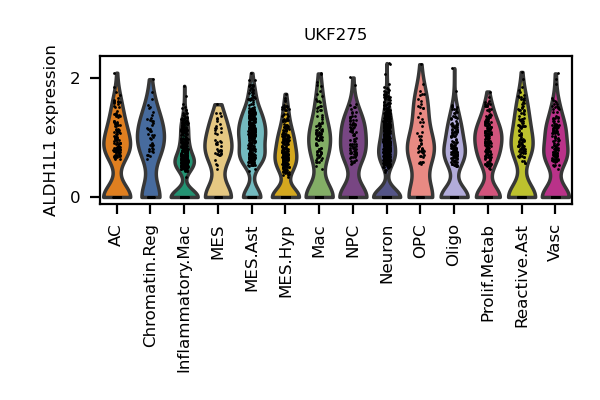 UKF275
ALDH1L1 expression
2
0
AC
Chromatin.Reg
Inflammatory.Mac
MES
MES.Ast
MES.Hyp
Mac
NPC
Neuron
OPC
Oligo
Prolif.Metab
Reactive.Ast
Vasc